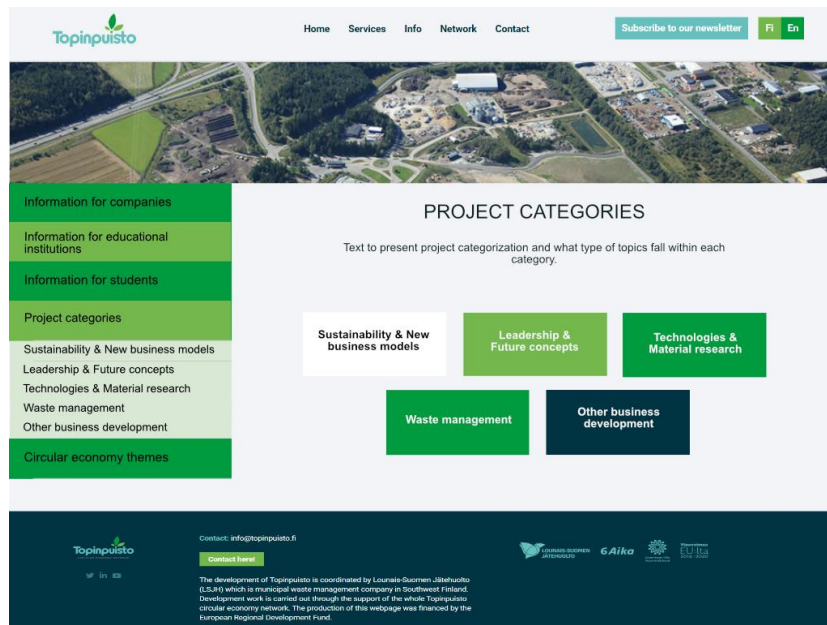 Topinpuisto
Home Services Info Network Contact
Subscribe to our newsletter
Fi En
Information for companies
Information for educational
institutions
Information for students
Project categories
Sustainability & New business models
Leadership & Future concepts
Technologies & Material research
Waste management
Other business development
Circular economy themes
PROJECT CATEGORIES
Text to present project categorization and what type of topics fall within each
category.
Sustainability & New
business models
Leadership &
Future concepts
Technologies &
Material research
Waste management
Other business
development
Topinpuisto
Contact: info@topinpuisto.fi
Contact here!
The development of Topinpuisto is coordinated by Lounais-Suomen Jätehuolto
(LSJH) which is municipal waste management company in Southwest Finland.
Development work is carried out through the support of the whole Topinpuisto
circular economy network. The production of this webpage was financed by the
European Regional Development Fund.
LOUNAIS-SUOMEN
JÄTEHUOLTO
6Aika
EU:lta
2014-2020